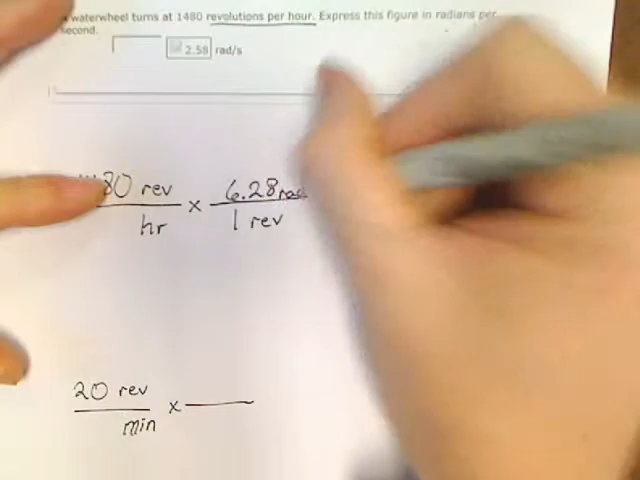 waterwheel turns at 1480 revolutions per hour. Express this figure in radians per
second.
2.58 rad/s
80 rev × 6.28 rad
hr 1 rev
20 rev ×
min